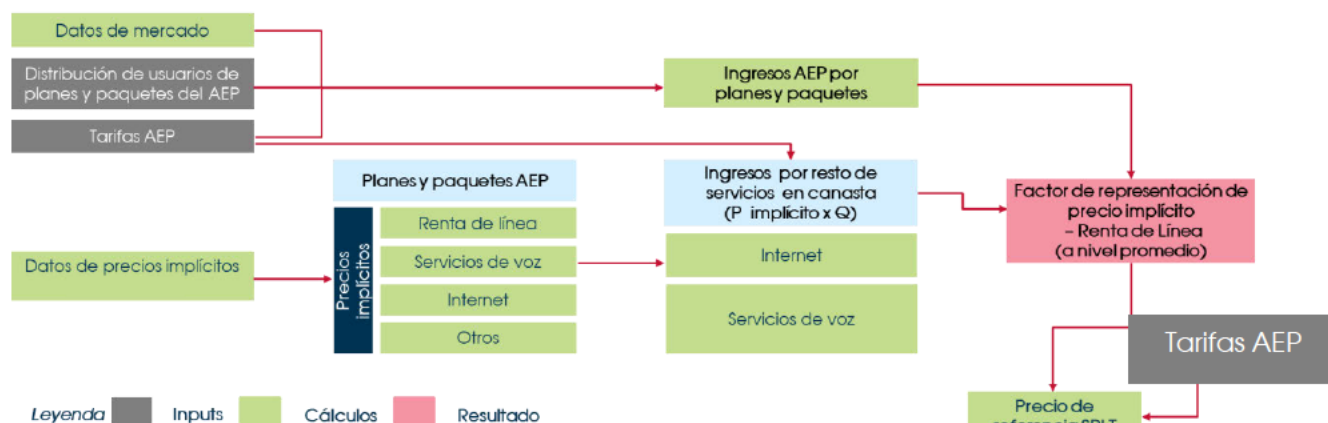 Datos de mercado
Distribución de usuarios de
planes y paquetes del AEP
Tarifas AEP
Datos de precios implícitos
Planes y paquetes AEP
Precios
implícitos
Renta de línea
Servicios de voz
Internet
Otros
Ingresos AEP por
planes y paquetes
Ingresos por resto de
servicios en canasta
(P implícito x Q)
Internet
Servicios de voz
Factor de representación de
precio implícito
– Renta de Línea
(a nivel promedio)
Tarifas AEP
Precio de
Leyenda Inputs Cálculos Resultado